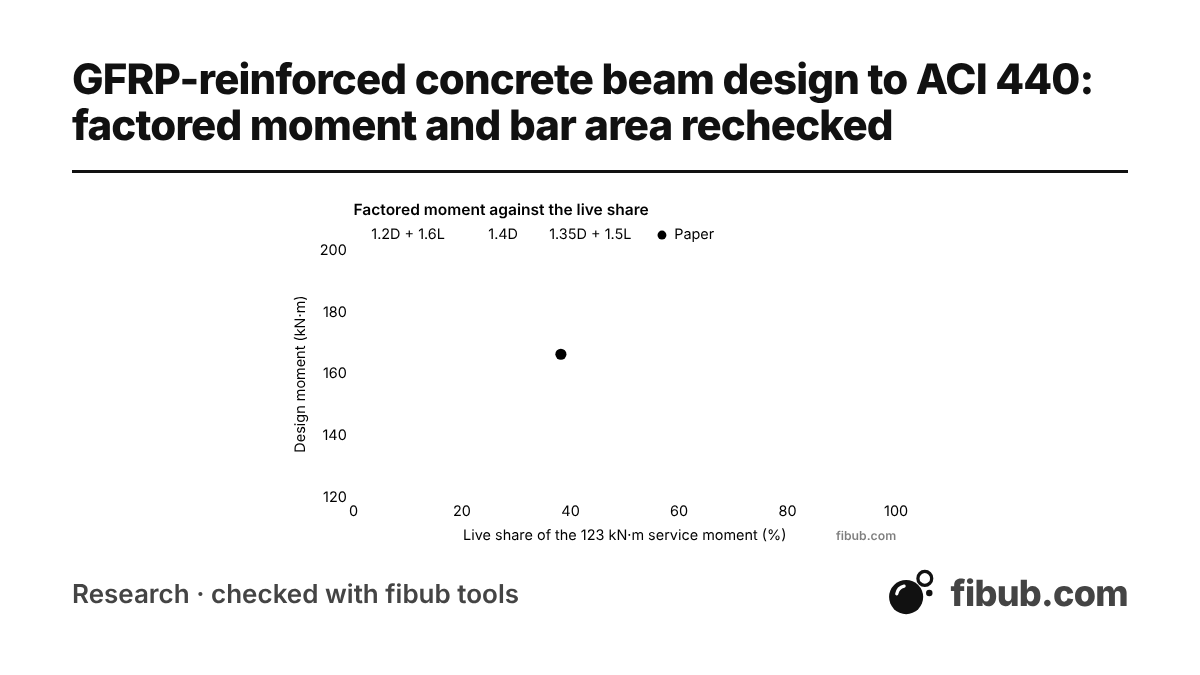 GFRP-reinforced concrete beam design to ACI 440:
factored moment and bar area rechecked
Factored moment against the live share
1.2D + 1.6L 1.4D 1.35D + 1.5L Paper
200
180
160
140
120
Design moment (kN·m)
0 20 40 60 80 100
Live share of the 123 kN·m service moment (%)
fibub.com
Research · checked with fibub tools
fibub.com